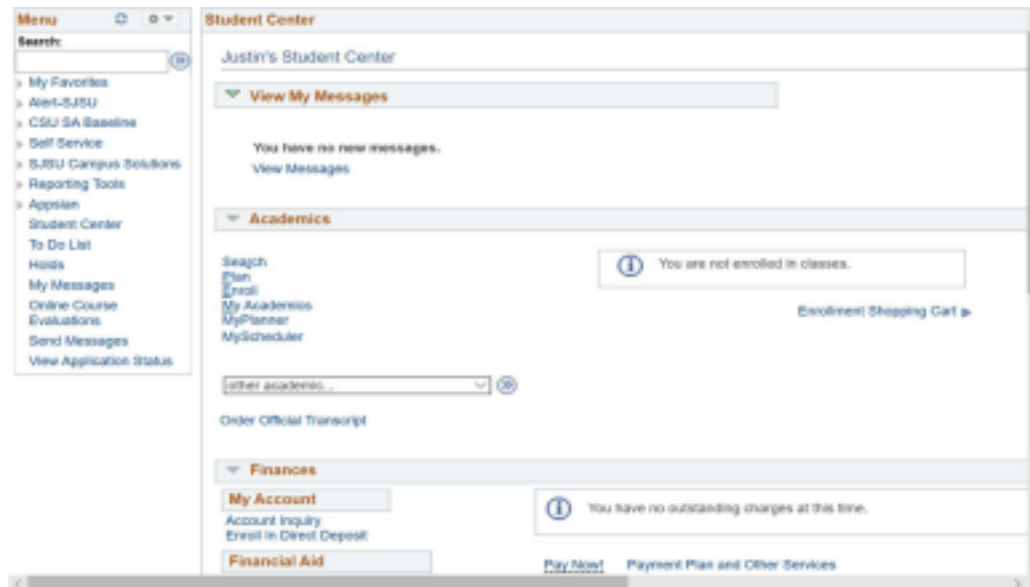 Menu
Search:
My Favorites
Alert-SJSU
CSU SA Baseline
Self Service
SJSU Campus Solutions
Reporting Tools
Appsian
Student Center
To Do List
Holds
My Messages
Online Course
Evaluations
Send Messages
View Application Status
Student Center
Justin's Student Center
View My Messages
You have no new messages.
View Messages
Academics
Search
Plan
Enroll
My Academics
MyPlanner
MyScheduler
You are not enrolled in classes.
Enrollment Shopping Cart
other academic...
Order Official Transcript
Finances
My Account
Account Inquiry
Enroll In Direct Deposit
Financial Aid
You have no outstanding charges at this time.
Pay Now! Payment Plan and Other Services